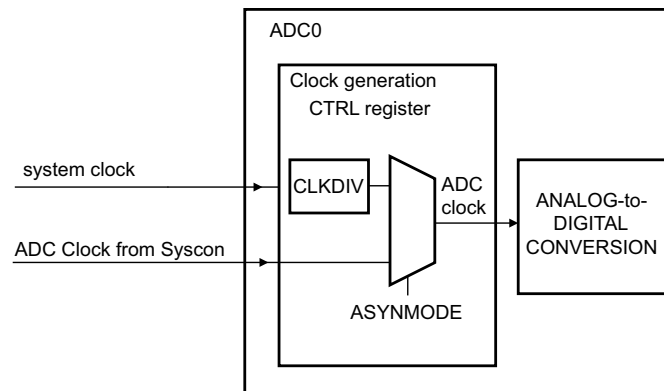 ADC0
Clock generation
CTRL register
system clock
CLKDIV
ADC
clock
ANALOG-to-
DIGITAL
CONVERSION
ADC Clock from Syscon
ASYNMODE